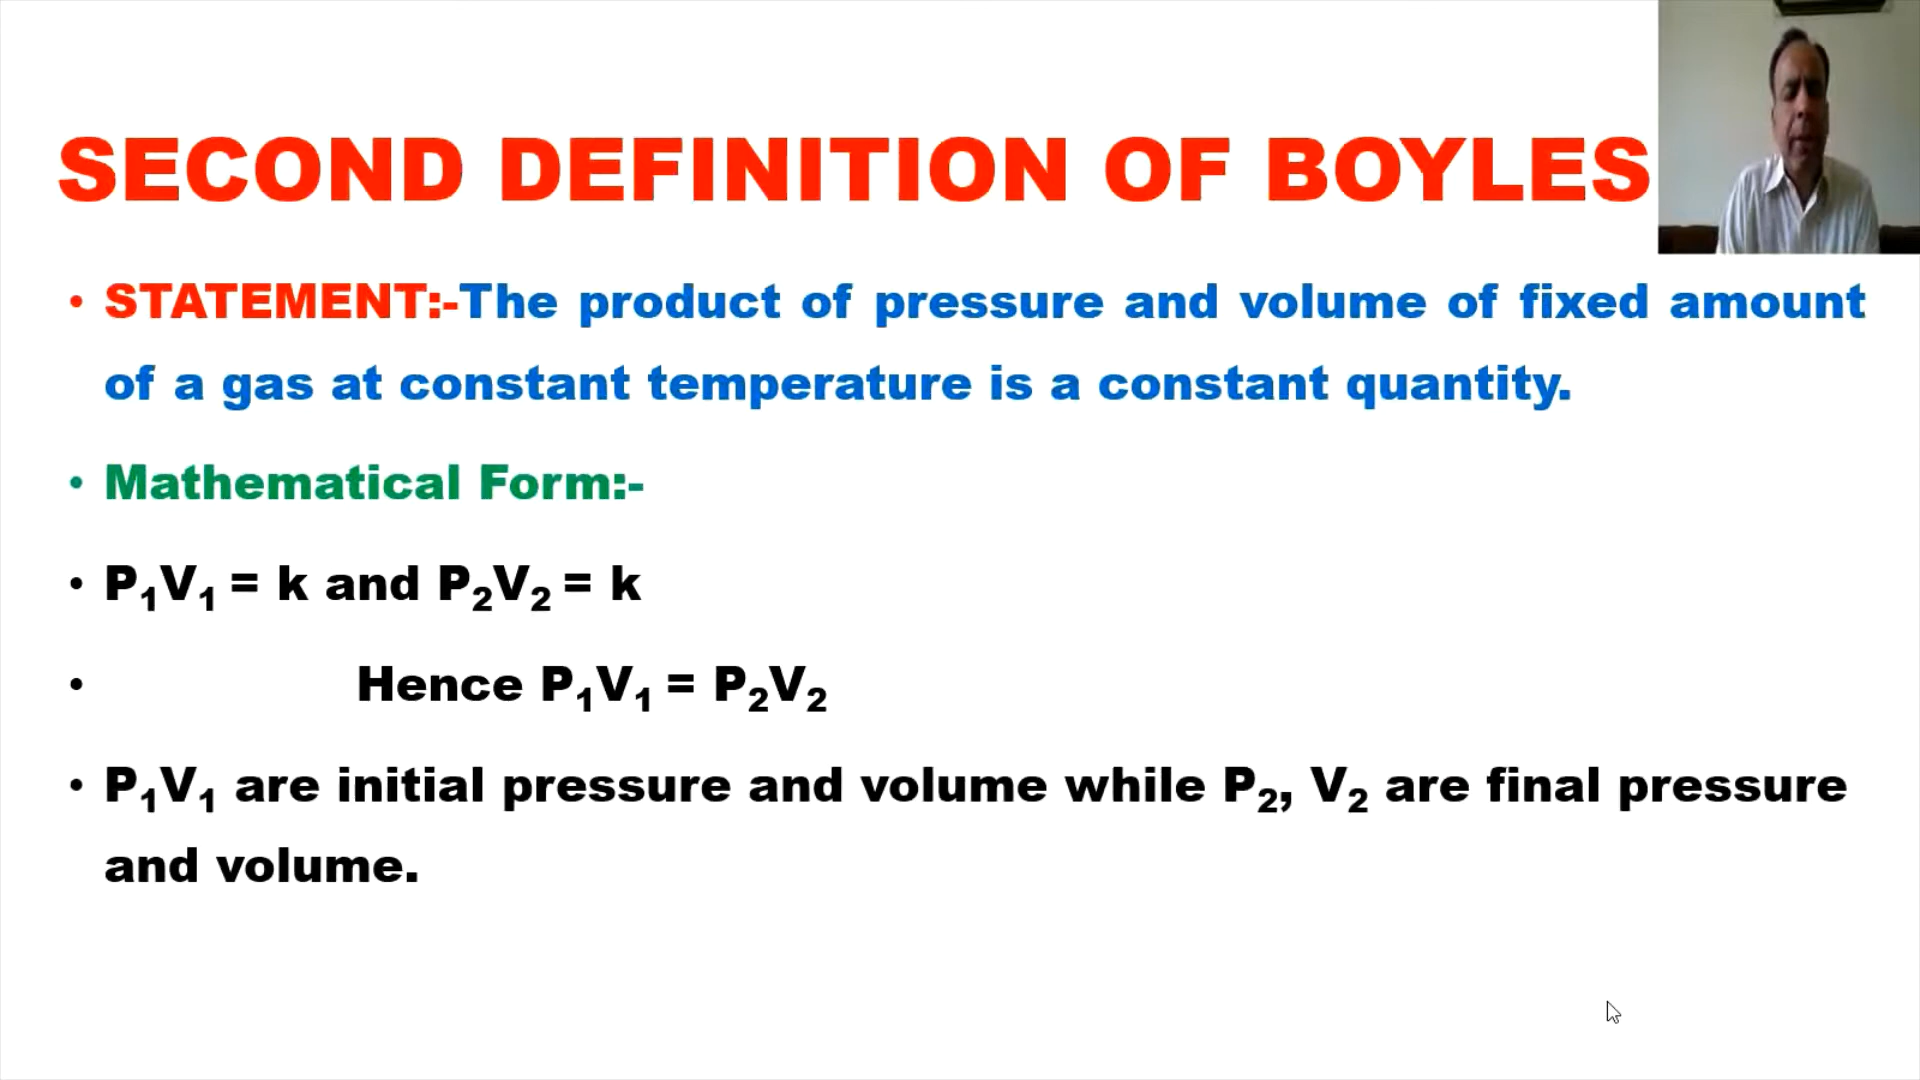 SECOND DEFINITION OF BOYLES
• STATEMENT:-The product of pressure and volume of fixed amount
of a gas at constant temperature is a constant quantity.
• Mathematical Form:-
• P₁V₁ = k and P₂V₂ = k
• Hence P₁V₁ = P₂V₂
• P₁V₁ are initial pressure and volume while P₂, V₂ are final pressure
and volume.